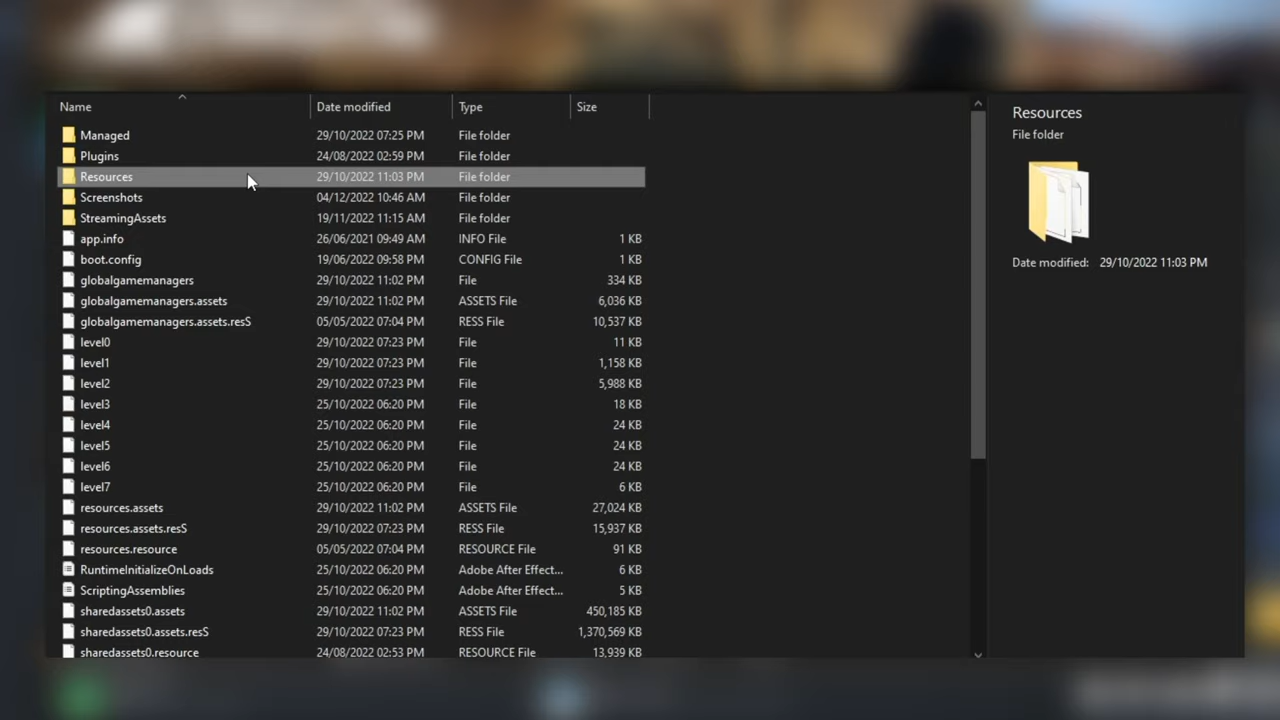 Name Date modified Type Size
Managed 29/10/2022 07:25 PM File folder
Plugins 24/08/2022 02:59 PM File folder
Resources 29/10/2022 11:03 PM File folder
Screenshots 04/12/2022 10:46 AM File folder
StreamingAssets 19/11/2022 11:15 AM File folder
app.info 26/06/2021 09:49 AM INFO File 1 KB
boot.config 19/06/2022 09:58 PM CONFIG File 1 KB
globalgamemanagers 29/10/2022 11:02 PM File 334 KB
globalgamemanagers.assets 29/10/2022 11:02 PM ASSETS File 6,036 KB
globalgamemanagers.assets.resS 05/05/2022 07:04 PM RESS File 10,537 KB
level0 29/10/2022 07:23 PM File 11 KB
level1 29/10/2022 07:23 PM File 1,158 KB
level2 29/10/2022 07:23 PM File 5,988 KB
level3 25/10/2022 06:20 PM File 18 KB
level4 25/10/2022 06:20 PM File 24 KB
level5 25/10/2022 06:20 PM File 24 KB
level6 25/10/2022 06:20 PM File 24 KB
level7 25/10/2022 06:20 PM File 6 KB
resources.assets 29/10/2022 11:02 PM ASSETS File 27,024 KB
resources.assets.resS 29/10/2022 07:23 PM RESS File 15,937 KB
resources.resource 05/05/2022 07:04 PM RESOURCE File 91 KB
RuntimeInitializeOnLoads 25/10/2022 06:20 PM Adobe After Effect... 6 KB
ScriptingAssemblies 25/10/2022 06:20 PM Adobe After Effect... 5 KB
sharedassets0.assets 29/10/2022 11:02 PM ASSETS File 450,185 KB
sharedassets0.assets.resS 29/10/2022 07:23 PM RESS File 1,370,569 KB
sharedassets0.resource 24/08/2022 02:53 PM RESOURCE File 13,939 KB
Resources
File folder
Date modified: 29/10/2022 11:03 PM